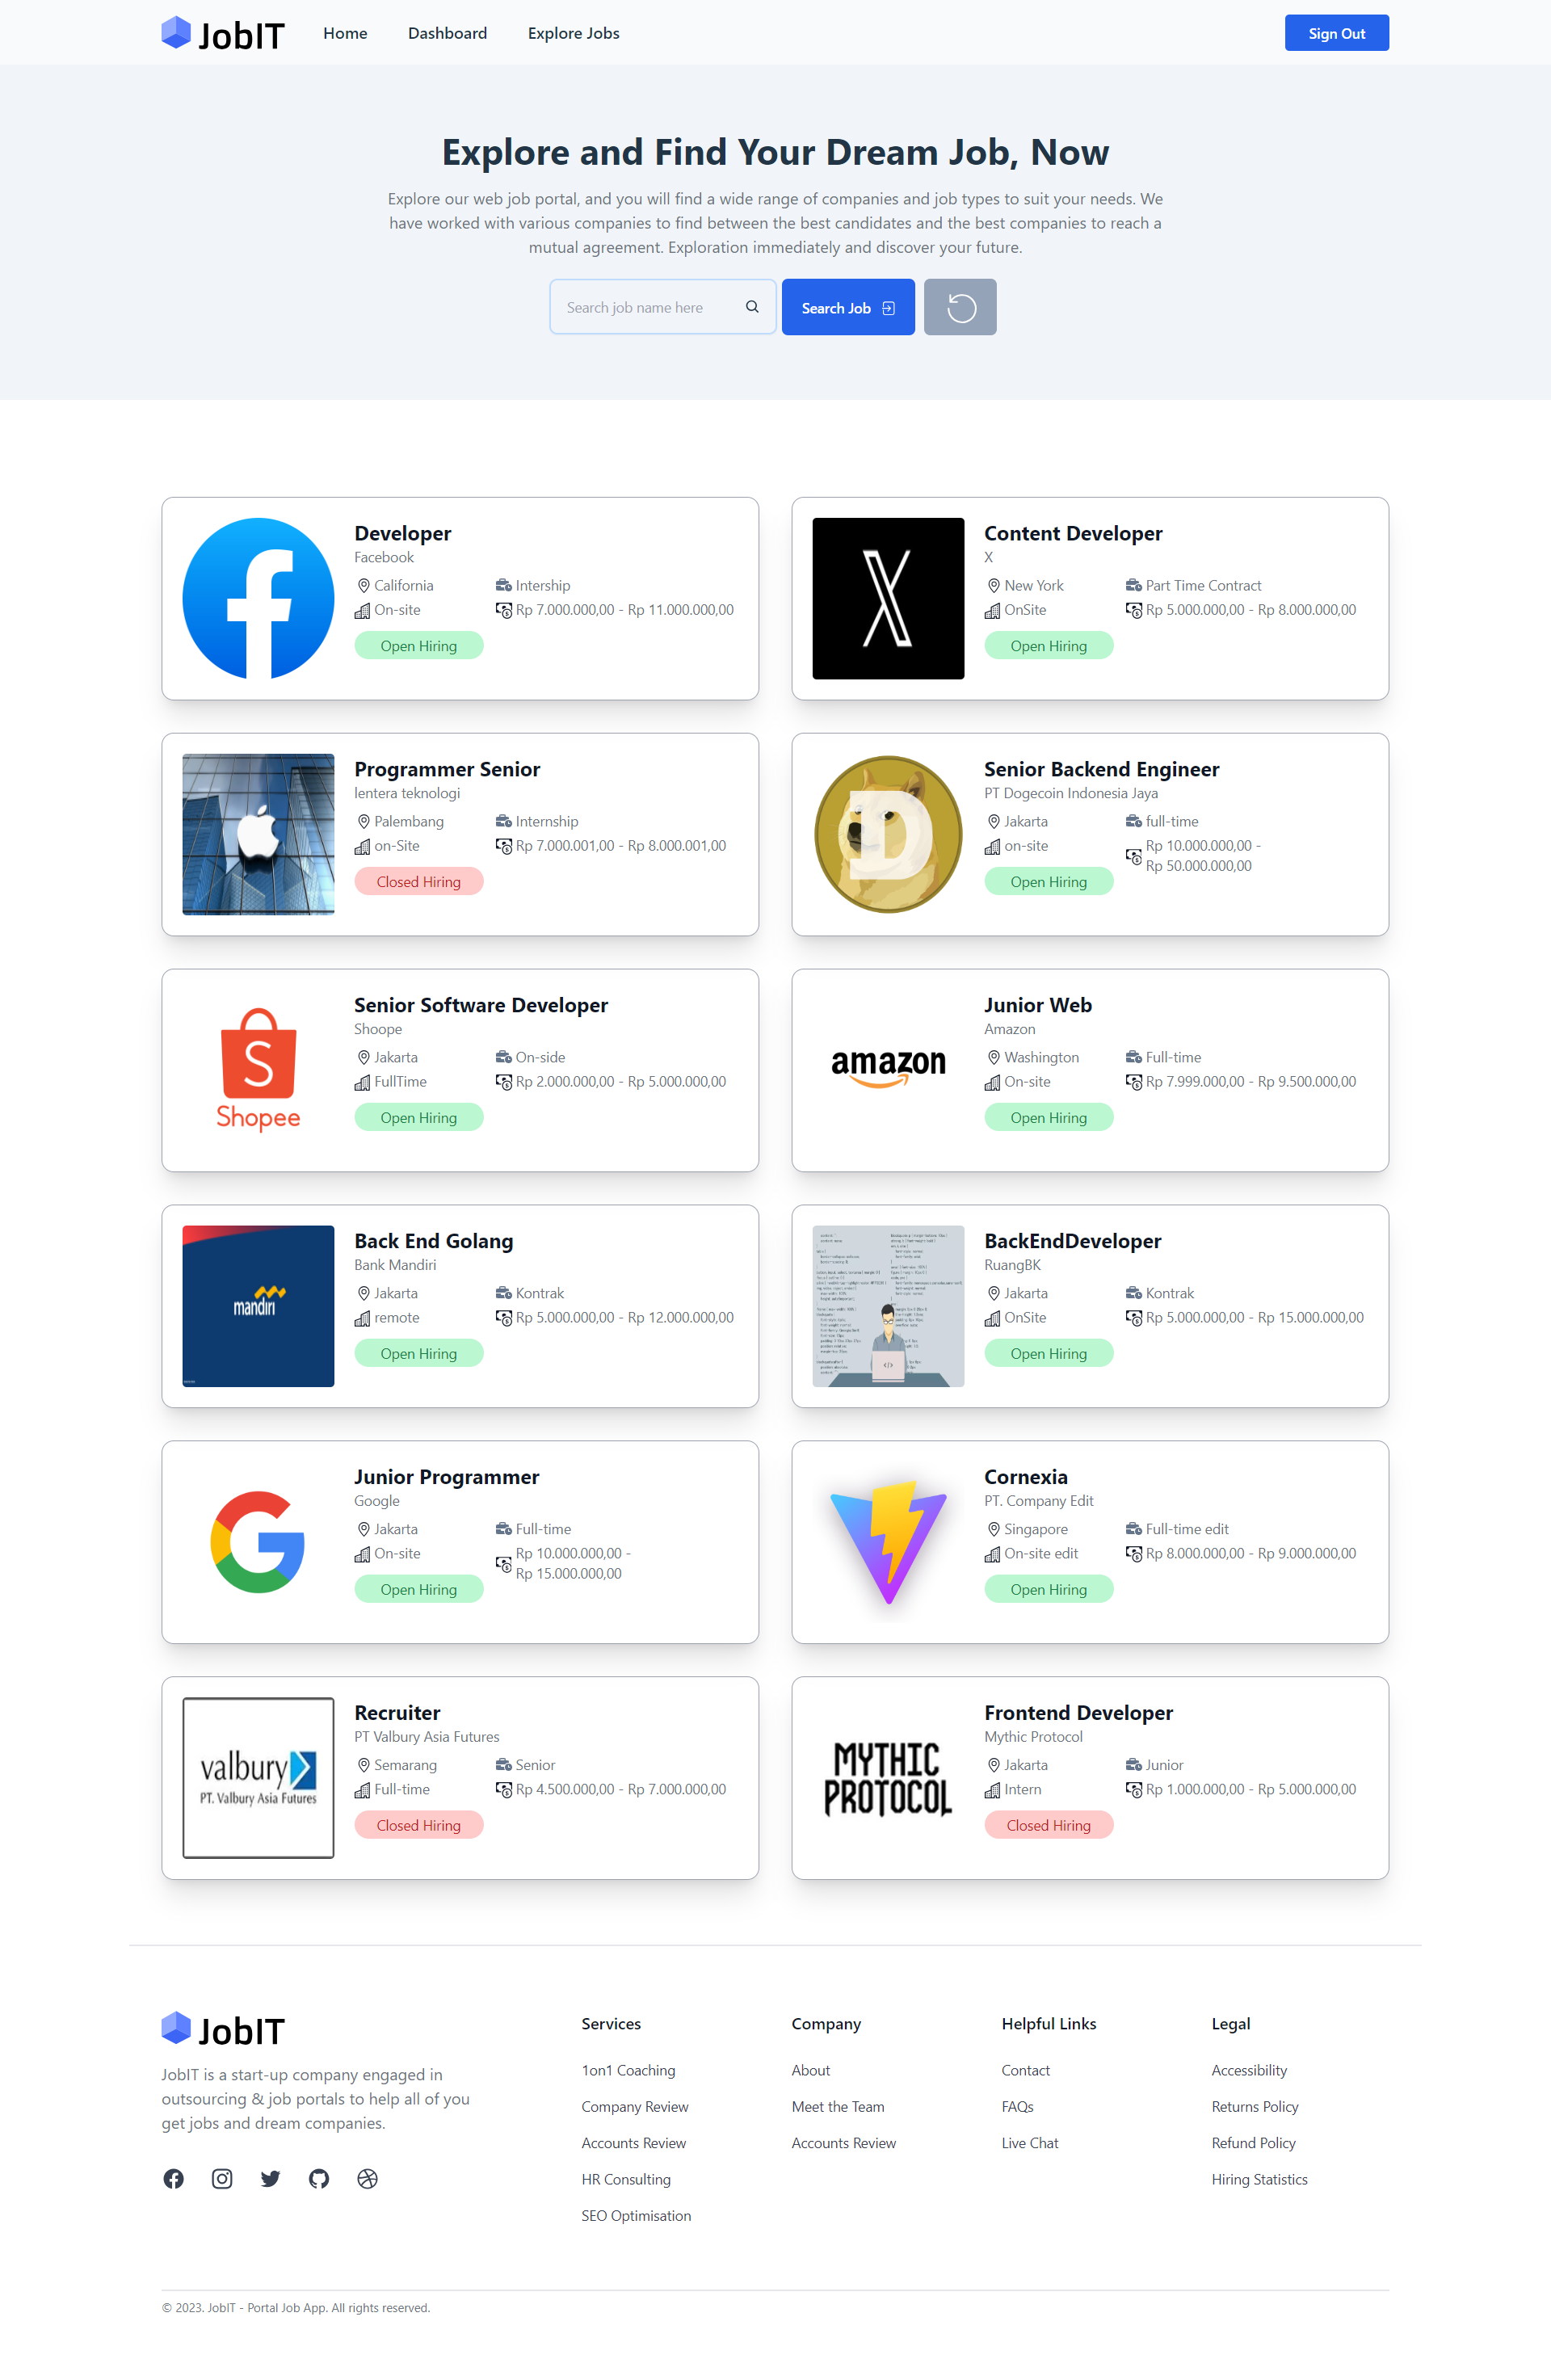 JobIT
Home
Dashboard
Explore Jobs
Sign Out
Explore and Find Your Dream Job, Now
Explore our web job portal, and you will find a wide range of companies and job types to suit your needs. We
have worked with various companies to find between the best candidates and the best companies to reach a
mutual agreement. Exploration immediately and discover your future.
Search job name here
Search Job
Developer
Facebook
California
Intership
On-site
Rp 7.000.000,00 - Rp 11.000.000,00
Open Hiring
Content Developer
X
New York
Part Time Contract
OnSite
Rp 5.000.000,00 - Rp 8.000.000,00
Open Hiring
Programmer Senior
lentera teknologi
Palembang
Internship
on-Site
Rp 7.000.001,00 - Rp 8.000.001,00
Closed Hiring
D
Senior Backend Engineer
PT Dogecoin Indonesia Jaya
Jakarta
full-time
on-site
Rp 10.000.000,00 -
Rp 50.000.000,00
Open Hiring
Shopee
Senior Software Developer
Shoope
Jakarta
On-side
FullTime
Rp 2.000.000,00 - Rp 5.000.000,00
Open Hiring
amazon
Junior Web
Amazon
Washington
Full-time
On-site
Rp 7.999.000,00 - Rp 9.500.000,00
Open Hiring
mandiri
Back End Golang
Bank Mandiri
Jakarta
Kontrak
remote
Rp 5.000.000,00 - Rp 12.000.000,00
Open Hiring
BackEndDeveloper
RuangBK
Jakarta
Kontrak
OnSite
Rp 5.000.000,00 - Rp 15.000.000,00
Open Hiring
G
Junior Programmer
Google
Jakarta
Full-time
On-site
Rp 10.000.000,00 -
Rp 15.000.000,00
Open Hiring
Cornexia
PT. Company Edit
Singapore
Full-time edit
On-site edit
Rp 8.000.000,00 - Rp 9.000.000,00
Open Hiring
valbury
PT. Valbury Asia Futures
Recruiter
PT Valbury Asia Futures
Semarang
Senior
Full-time
Rp 4.500.000,00 - Rp 7.000.000,00
Closed Hiring
MYTHIC
PROTOCOL
Frontend Developer
Mythic Protocol
Jakarta
Junior
Intern
Rp 1.000.000,00 - Rp 5.000.000,00
Closed Hiring
JobIT
JobIT is a start-up company engaged in
outsourcing & job portals to help all of you
get jobs and dream companies.
Services
1on1 Coaching
Company Review
Accounts Review
HR Consulting
SEO Optimisation
Company
About
Meet the Team
Accounts Review
Helpful Links
Contact
FAQs
Live Chat
Legal
Accessibility
Returns Policy
Refund Policy
Hiring Statistics
© 2023. JobIT - Portal Job App. All rights reserved.